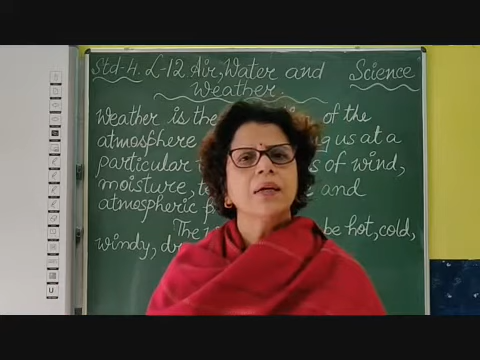 Std-4. L-12 Air, Water and Science
Weather.
Weather is the of the
atmosphere us at a
particular s of wind,
moisture, and
atmospheric
The be hot, cold,
windy,